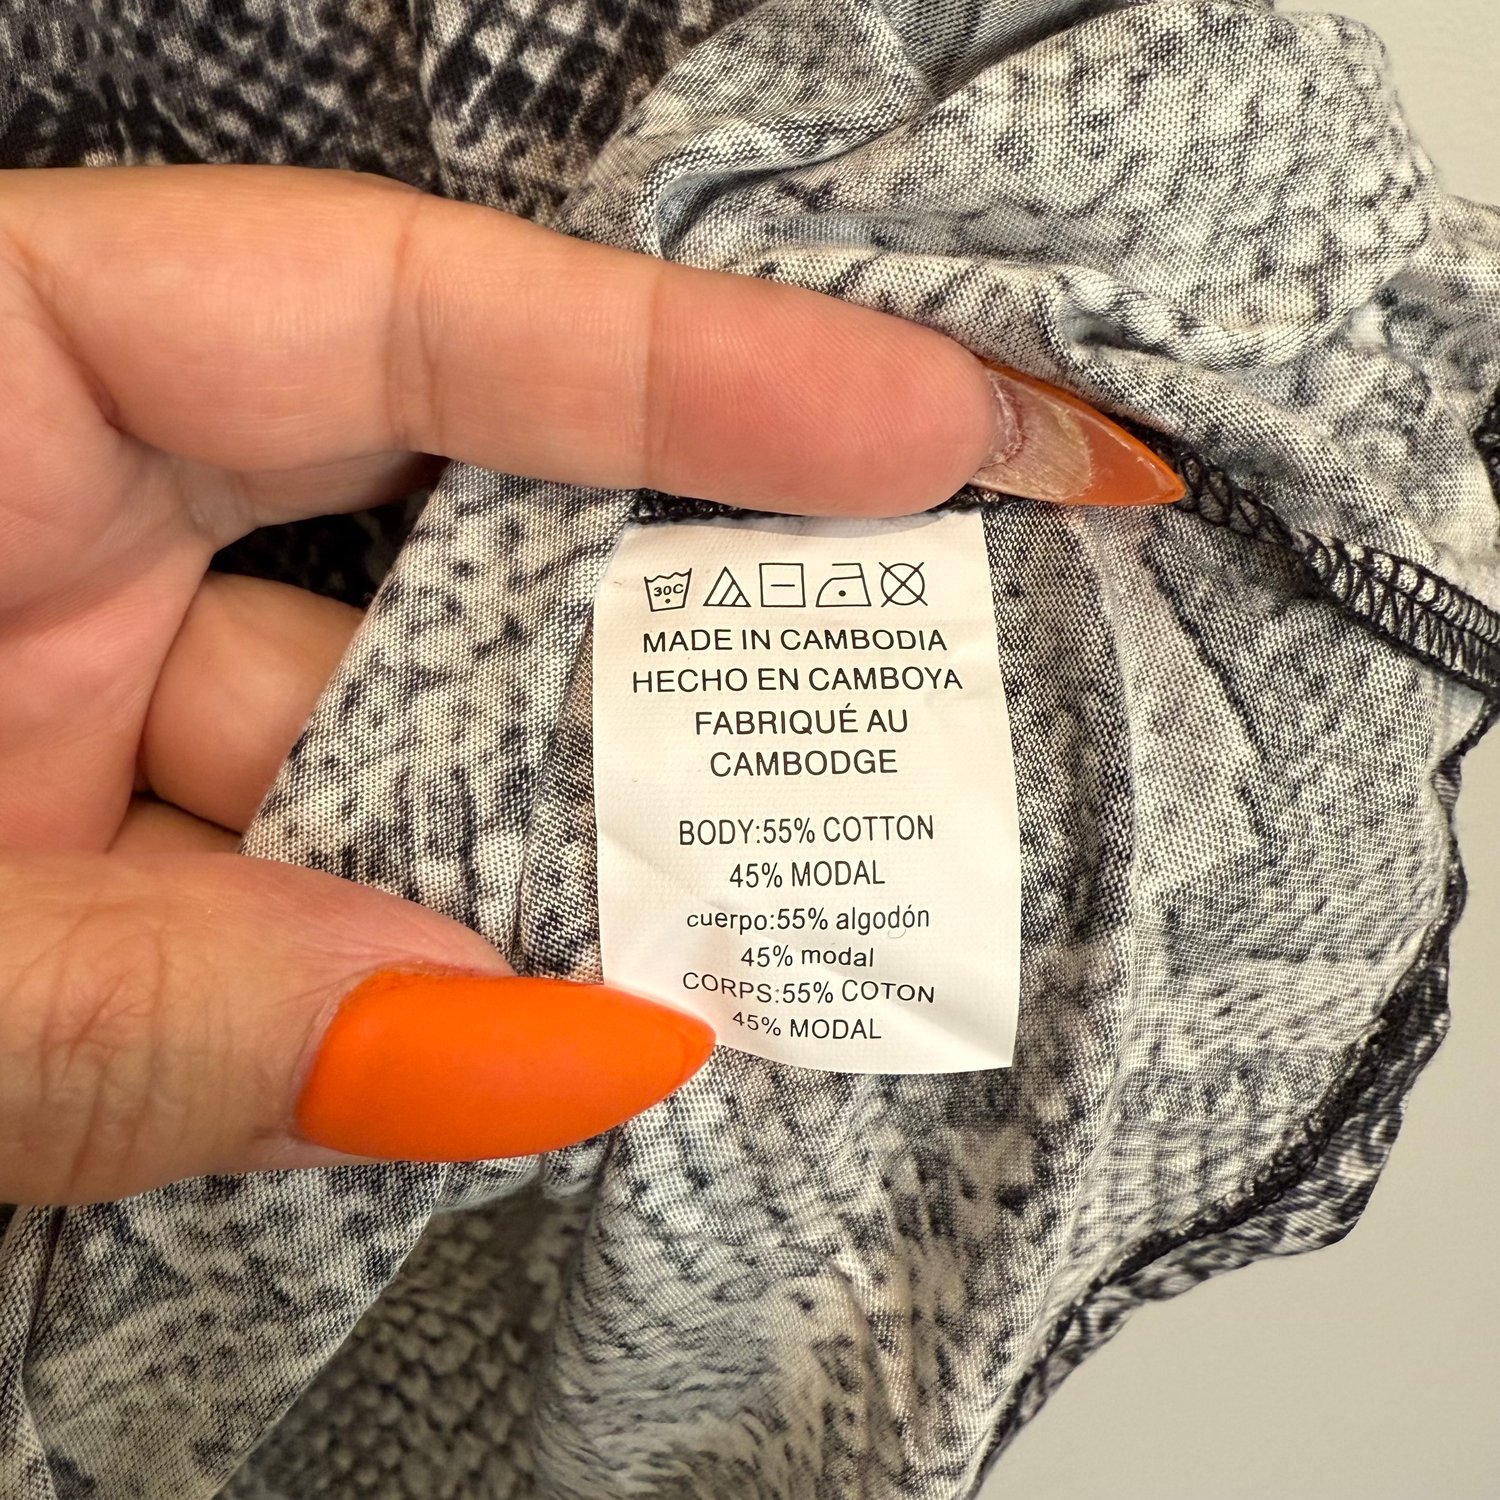 30C
MADE IN CAMBODIA
HECHO EN CAMBOYA
FABRIQUÉ AU
CAMBODGE
BODY:55% COTTON
45% MODAL
cuerpo:55% algodón
45% modal
CORPS:55% COTON
45% MODAL